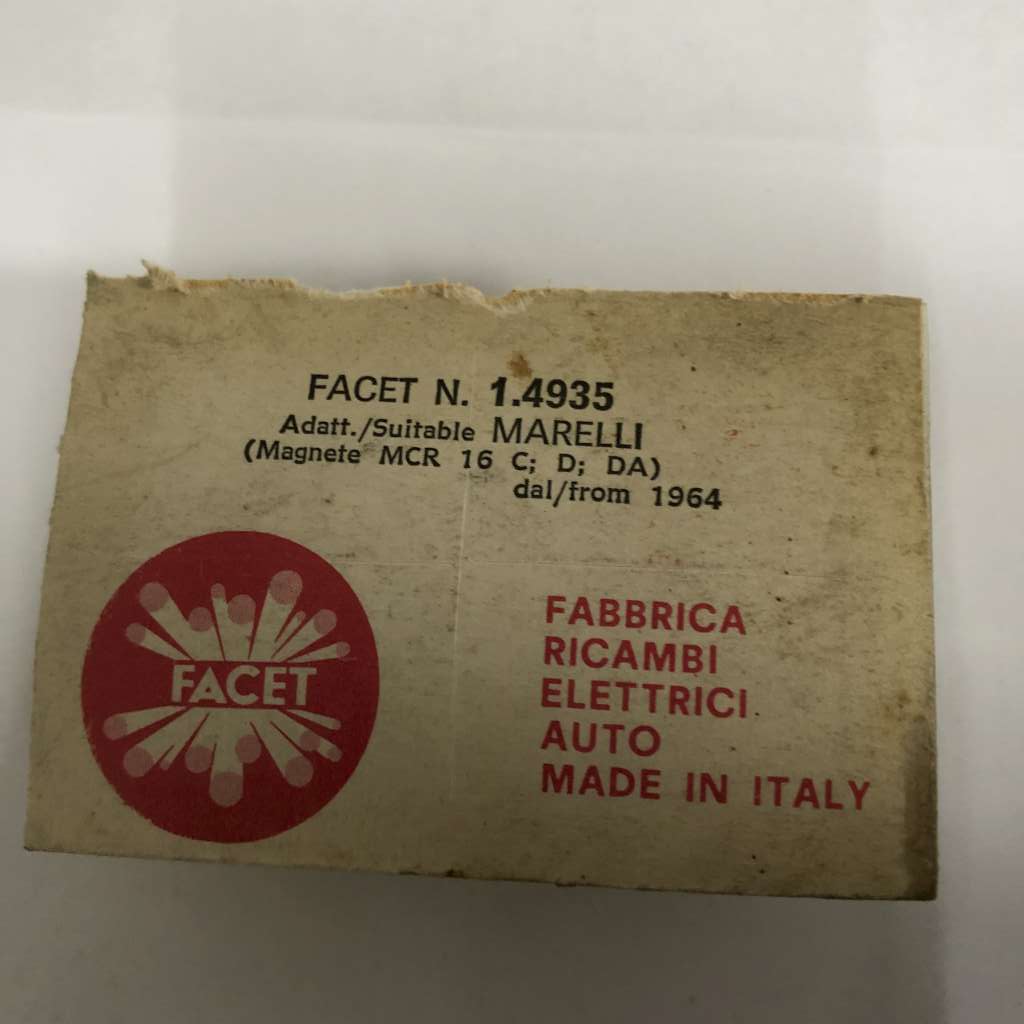 FACET N. 1.4935
Adatt./Suitable MARELLI
(Magnete MCR 16 C; D; DA)
dal/from 1964
FACET
FABBRICA
RICAMBI
ELETTRICI
AUTO
MADE IN ITALY